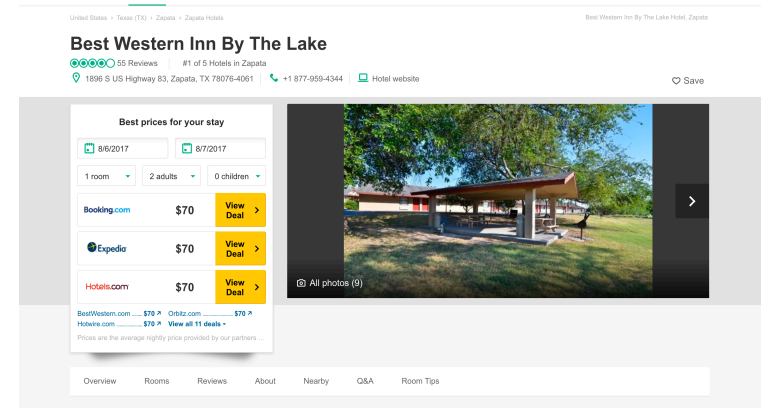 United States > Texas (TX) > Zapata > Zapata Hotels
Best Western Inn By The Lake Hotel, Zapata
Best Western Inn By The Lake
55 Reviews
#1 of 5 Hotels in Zapata
1896 S US Highway 83, Zapata, TX 78076-4061
+1 877-959-4344
Hotel website
Save
Best prices for your stay
8/6/2017
8/7/2017
1 room
2 adults
0 children
Booking.com
$70
View Deal
Expedia
$70
View Deal
Hotels.com
$70
View Deal
BestWestern.com ..... $70
Orbitz.com ............... $70
Hotwire.com ............ $70
View all 11 deals
Prices are the average nightly price provided by our partners ...
All photos (9)
Overview
Rooms
Reviews
About
Nearby
Q&A
Room Tips